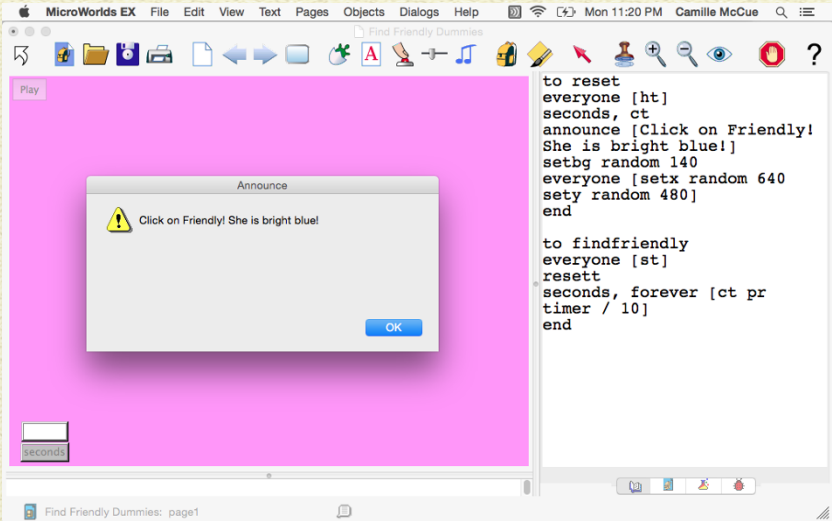 MicroWorlds EX File Edit View Text Pages Objects Dialogs Help Mon 11:20 PM Camille McCue
Find Friendly Dummies
A ?
Play
Announce
Click on Friendly! She is bright blue!
OK
seconds
to reset
everyone [ht]
seconds, ct
announce [Click on Friendly!
She is bright blue!]
setbg random 140
everyone [setx random 640
sety random 480]
end
to findfriendly
everyone [st]
resett
seconds, forever [ct pr
timer / 10]
end
Find Friendly Dummies: page1